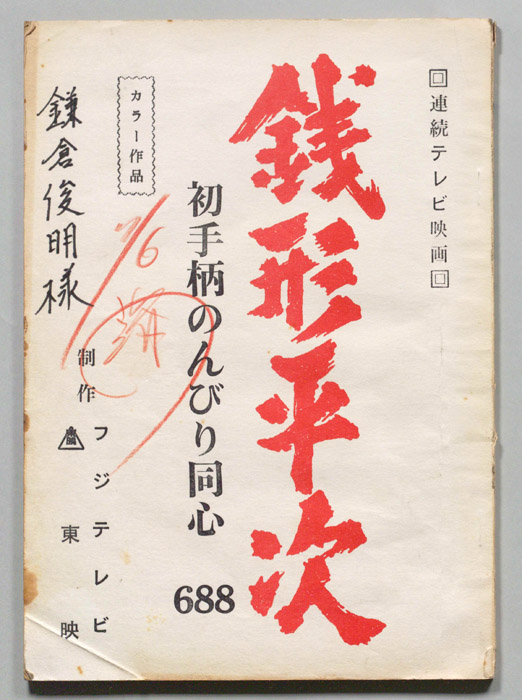 連続テレビ映画
銭形平次
初手柄のんびり同心
688
カラー作品
鎌倉俊明様
制作
フジテレビ
東映